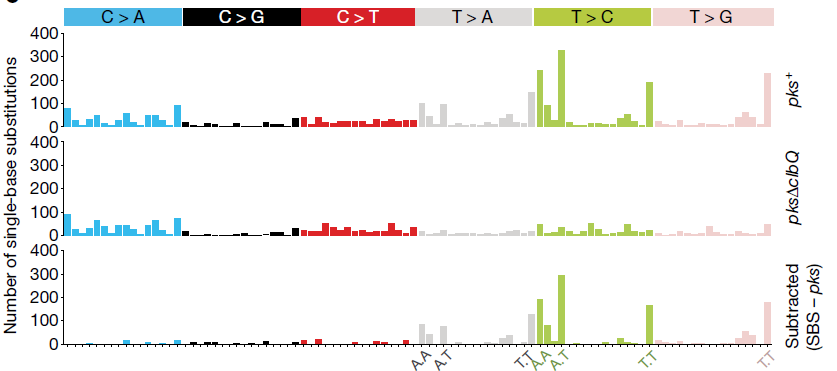 C > A C > G C > T T > A T > C T > G
Number of single-base substitutions
400
300
200
100
0
pks+
400
300
200
100
0
pksΔclbQ
400
300
200
100
0
Subtracted
(SBS – pks)
A.A A.T T.T A.A A.T T.T T.T